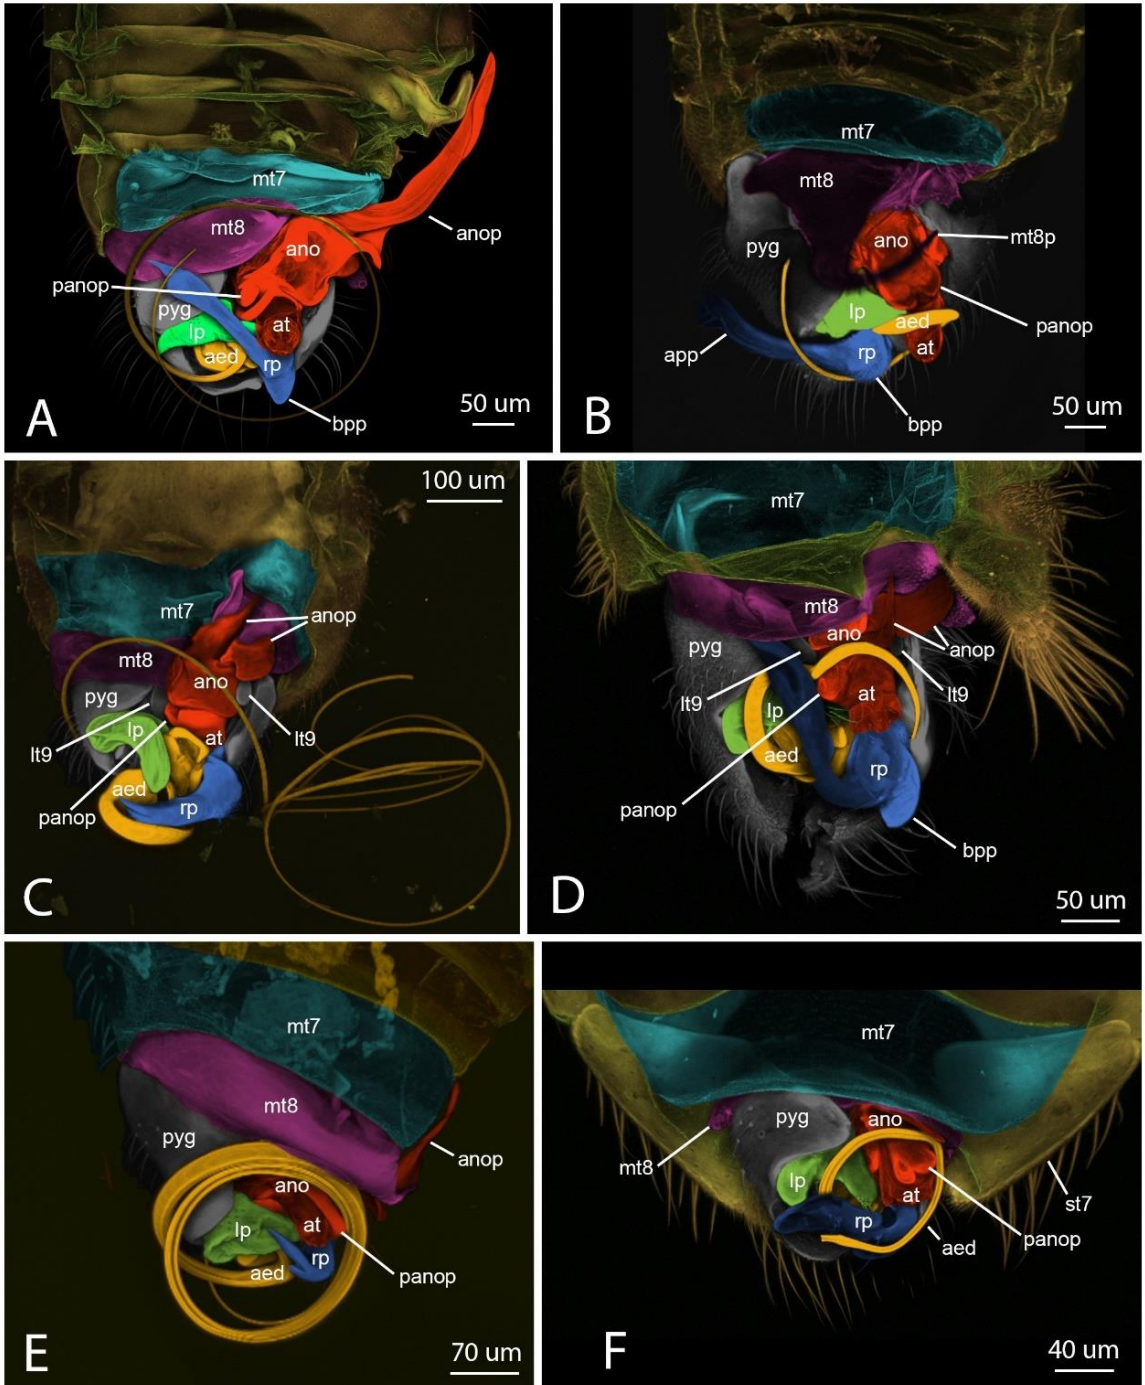 mt7
mt8
ano
anop
panop
pyg
lp
at
aed
rp
bpp
50 um
A
mt7
mt8
ano
mt8p
pyg
lp
aed
panop
app
rp
at
bpp
50 um
B
100 um
mt7
anop
mt8
ano
pyg
lp
lt9
at
lt9
aed
rp
panop
C
mt7
mt8
ano
pyg
anop
lt9
at
lt9
lp
aed
rp
panop
bpp
50 um
D
mt7
mt8
pyg
anop
ano
lp
at
rp
aed
panop
70 um
E
mt7
pyg
ano
mt8
lp
at
st7
rp
panop
aed
40 um
F